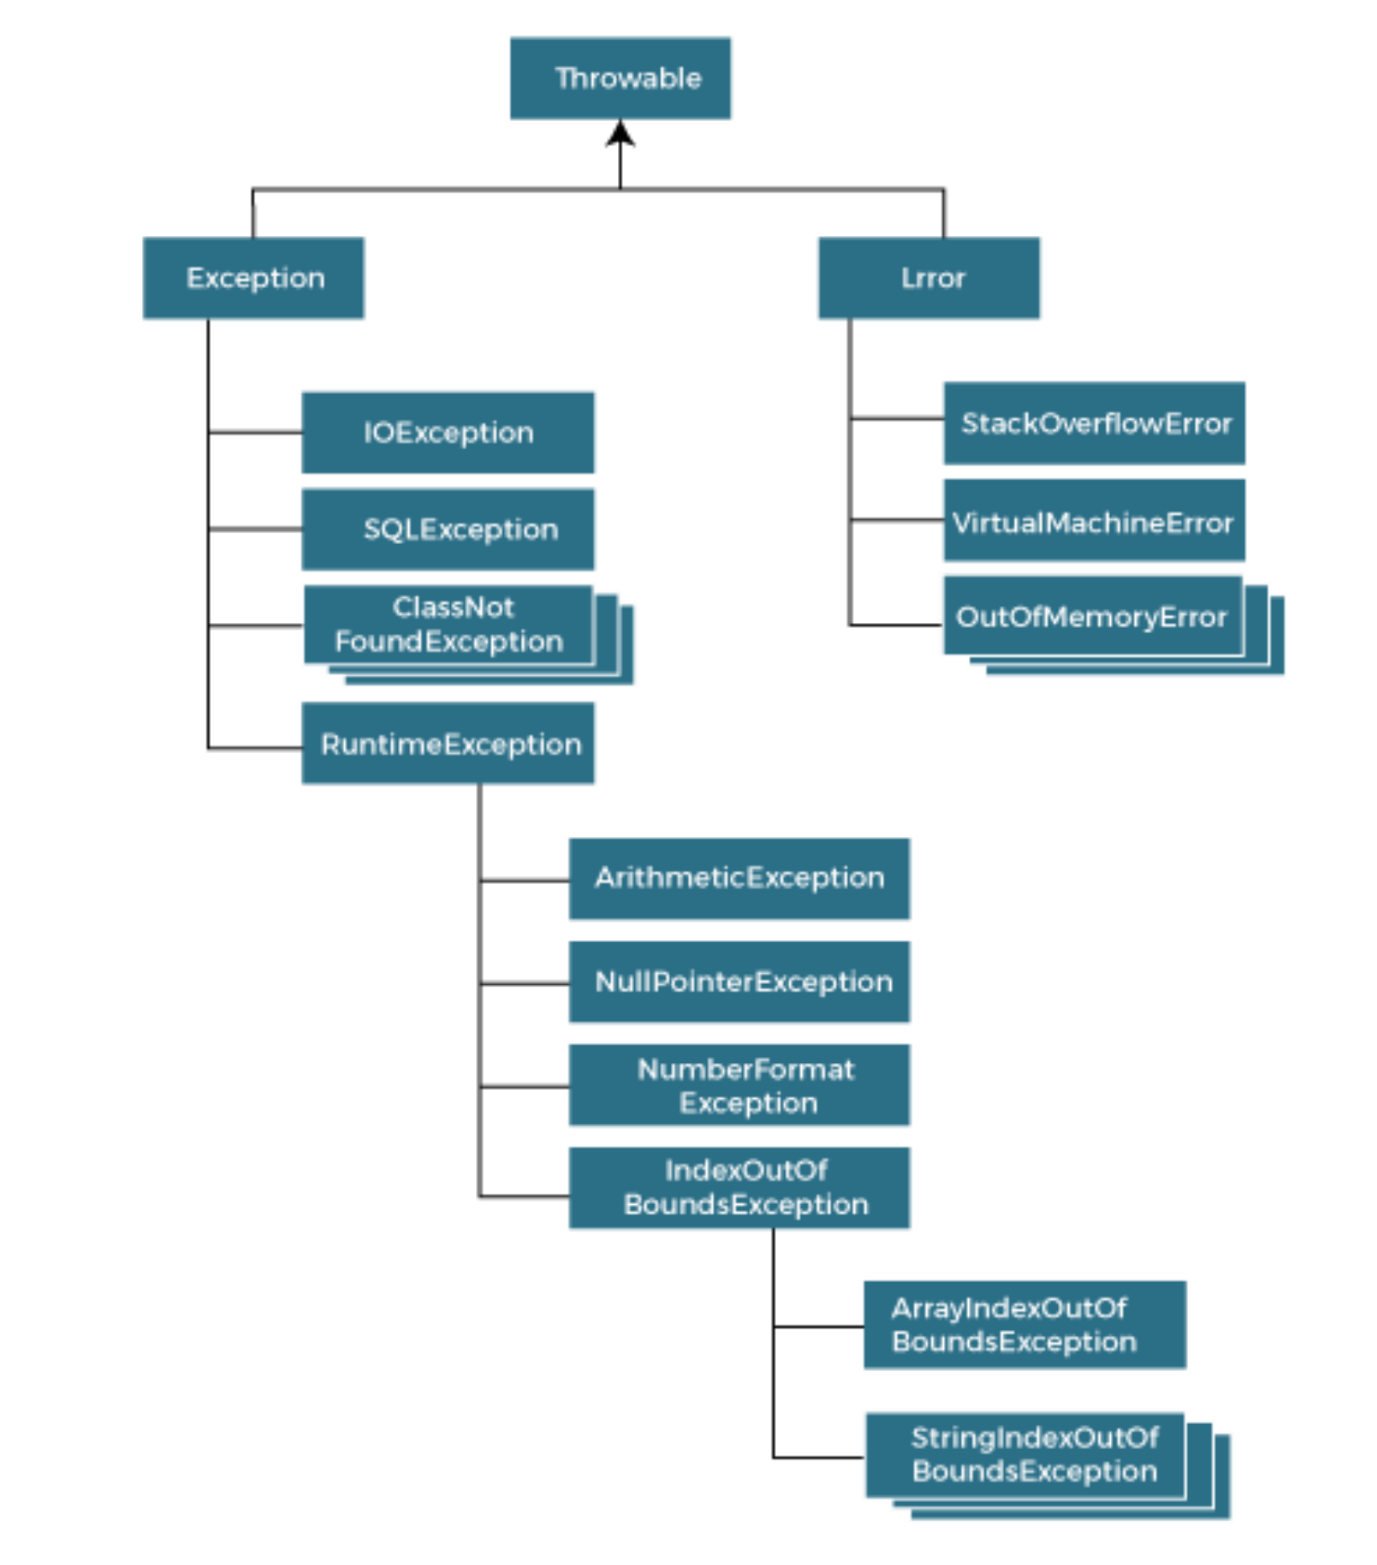 Throwable
Exception
Lrror
IOException
SQLException
ClassNot
FoundException
RuntimeException
StackOverflowError
VirtualMachineError
OutOfMemoryError
ArithmeticException
NullPointerException
NumberFormat
Exception
IndexOutOf
BoundsException
ArrayIndexOutOf
BoundsException
StringIndexOutOf
BoundsException